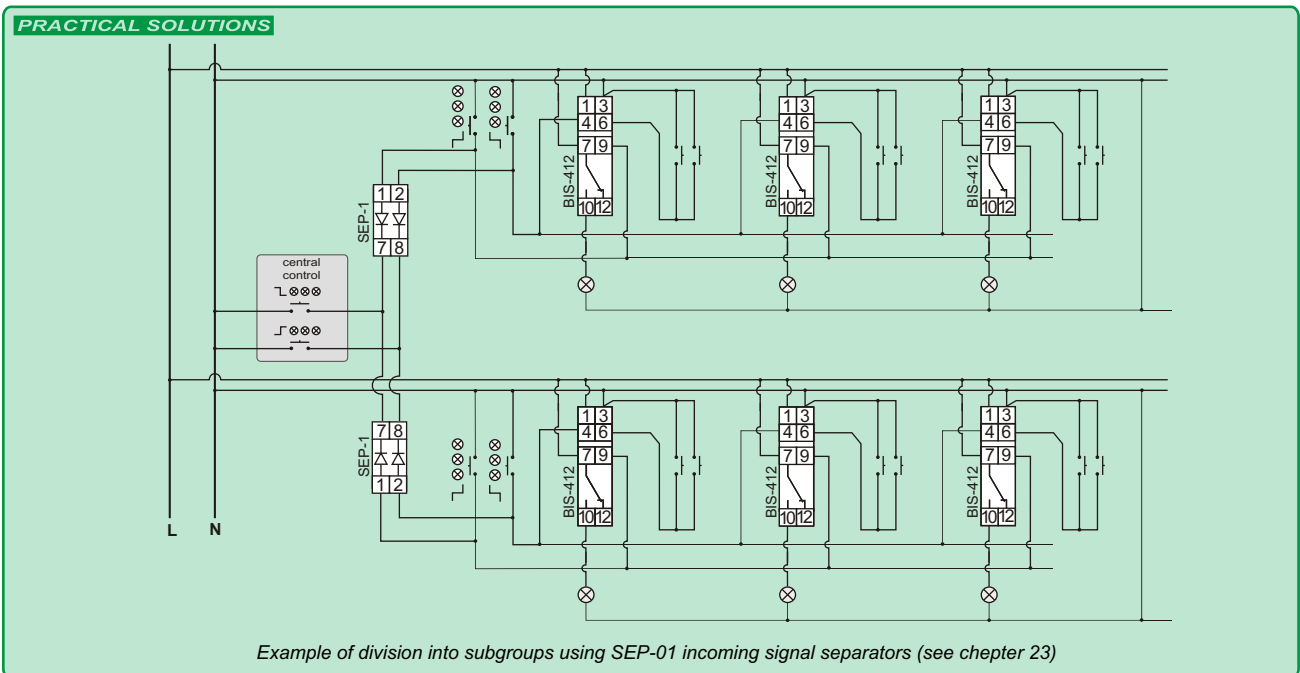 PRACTICAL SOLUTIONS
1 3
4 6
7 9
BIS-412
10 12
1 3
4 6
7 9
BIS-412
10 12
1 3
4 6
7 9
BIS-412
10 12
1 2
SEP-1
7 8
central
control
7 8
SEP-1
1 2
1 3
4 6
7 9
BIS-412
10 12
1 3
4 6
7 9
BIS-412
10 12
1 3
4 6
7 9
BIS-412
10 12
L N
Example of division into subgroups using SEP-01 incoming signal separators (see chepter 23)